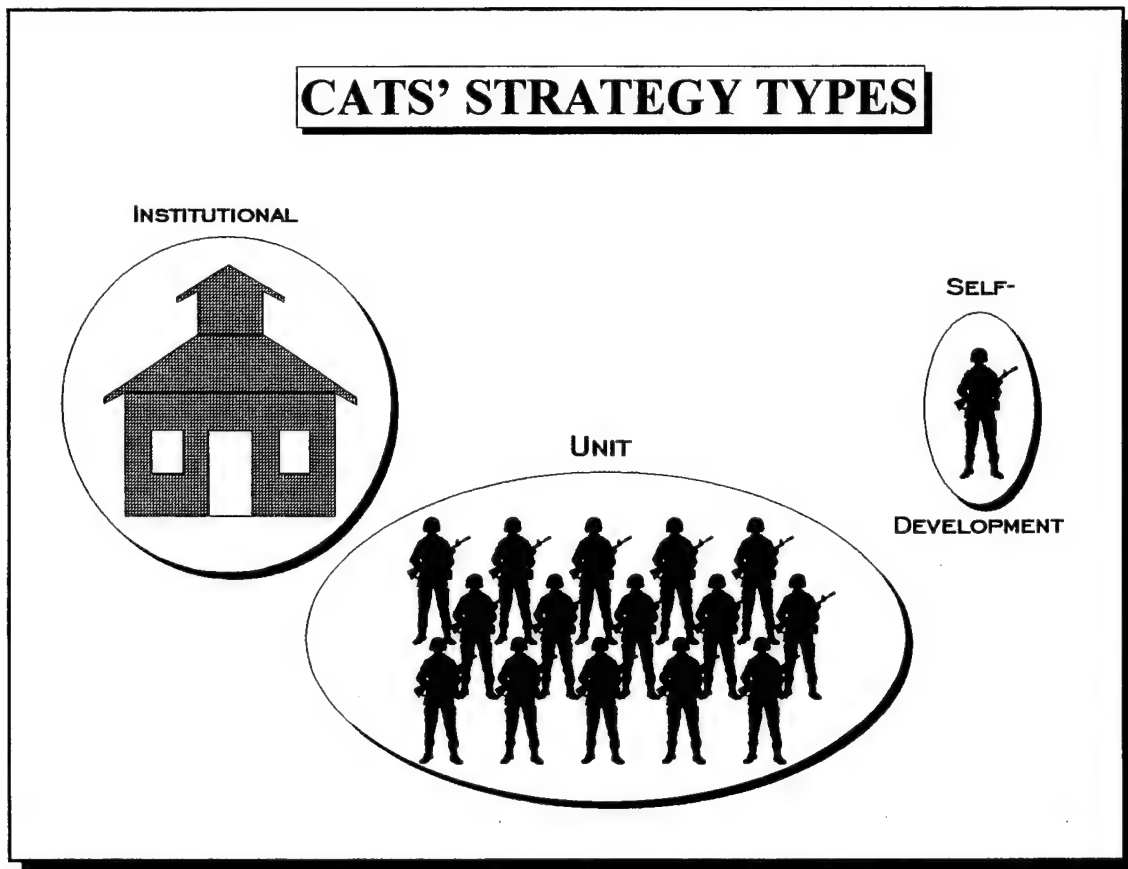 CATS' STRATEGY TYPES
INSTITUTIONAL
SELF-
DEVELOPMENT
UNIT